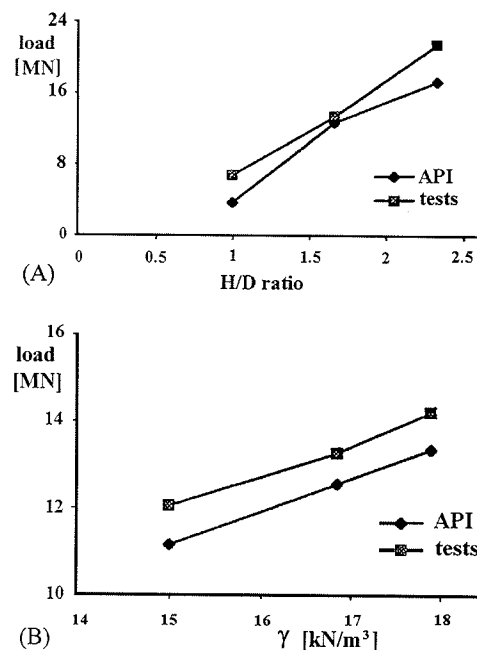 24
load
[MN]
16
8
API
tests
0
0 0.5 1 1.5 2 2.5
(A)
H/D ratio
16
load
[MN]
14
12
API
tests
10
14 15 16 17 18
(B)
γ [kN/m³]